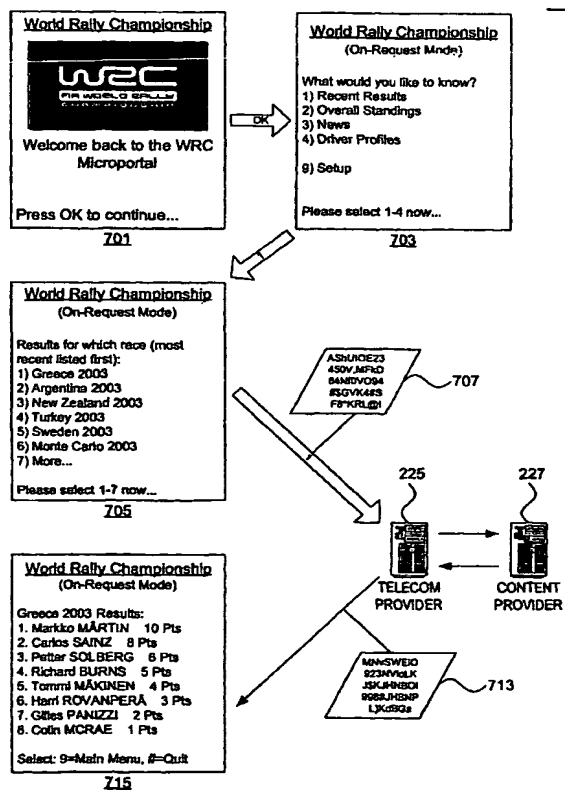 World Rally Championship
WRC
FIA WORLD RALLY
CHAMPIONSHIP
Welcome back to the WRC
Microportal
Press OK to continue...
701
OK
World Rally Championship
(On-Request Mode)
What would you like to know?
1) Recent Results
2) Overall Standings
3) News
4) Driver Profiles
9) Setup
Please select 1-4 now...
703
World Rally Championship
(On-Request Mode)
Results for which race (most
recent listed first):
1) Greece 2003
2) Argentina 2003
3) New Zealand 2003
4) Turkey 2003
5) Sweden 2003
6) Monte Carlo 2003
7) More...
Please select 1-7 now...
705
707
225
227
TELECOM
PROVIDER
CONTENT
PROVIDER
World Rally Championship
(On-Request Mode)
Greece 2003 Results:
1. Markko MÄRTIN 10 Pts
2. Carlos SAINZ 8 Pts
3. Petter SOLBERG 6 Pts
4. Richard BURNS 5 Pts
5. Tommi MÄKINEN 4 Pts
6. Harri ROVANPERÄ 3 Pts
7. Gilles PANIZZI 2 Pts
8. Colin MCRAE 1 Pts
Select: 9=Main Menu, #=Quit
715
713